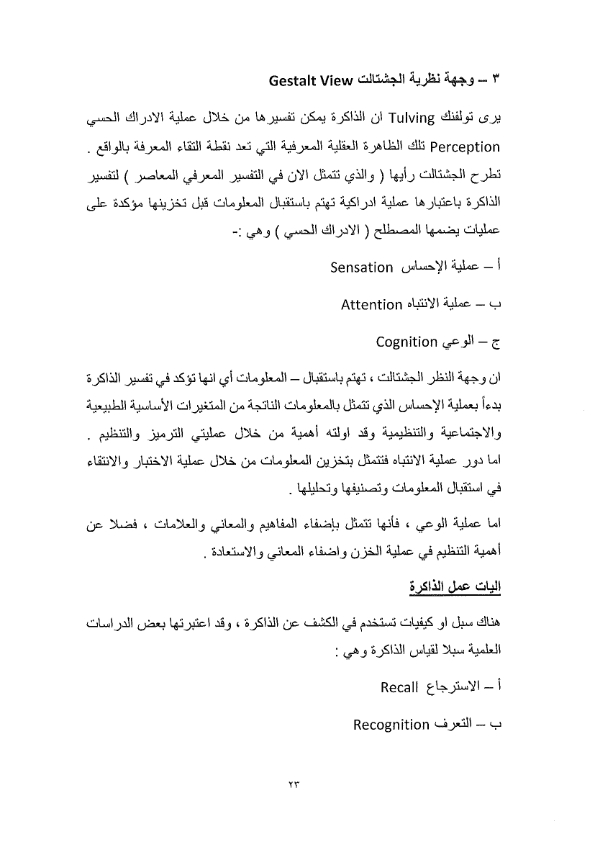 ٣ – وجهة نظرية الجشتالت Gestalt View
يرى تولفنك Tulving ان الذاكرة يمكن تفسيرها من خلال عملية الادراك الحسي
Perception تلك الظاهرة العقلية المعرفية التي تعد نقطة التقاء المعرفة بالواقع .
تطرح الجشتالت رأيها ( والذي تتمثل الان في التفسير المعرفي المعاصر ) لتفسير
الذاكرة باعتبارها عملية ادراكية تهتم باستقبال المعلومات قبل تخزينها مؤكدة على
عمليات يضمها المصطلح ( الادراك الحسي ) وهي :-
أ – عملية الإحساس Sensation
ب – عملية الانتباه Attention
ج – الوعي Cognition
ان وجهة النظر الجشتالت ، تهتم باستقبال – المعلومات أي انها تؤكد في تفسير الذاكرة
بدءاً بعملية الإحساس الذي تتمثل بالمعلومات الناتجة من المتغيرات الأساسية الطبيعية
والاجتماعية والتنظيمية وقد اولته أهمية من خلال عمليتي الترميز والتنظيم .
اما دور عملية الانتباه فتتمثل بتخزين المعلومات من خلال عملية الاختبار والانتقاء
في استقبال المعلومات وتصنيفها وتحليلها .
اما عملية الوعي ، فأنها تتمثل بإضفاء المفاهيم والمعاني والعلامات ، فضلا عن
أهمية التنظيم في عملية الخزن واضفاء المعاني والاستعادة .
اليات عمل الذاكرة
هناك سبل او كيفيات تستخدم في الكشف عن الذاكرة ، وقد اعتبرتها بعض الدراسات
العلمية سبلا لقياس الذاكرة وهي :
أ – الاسترجاع Recall
ب – التعرف Recognition
٢٣